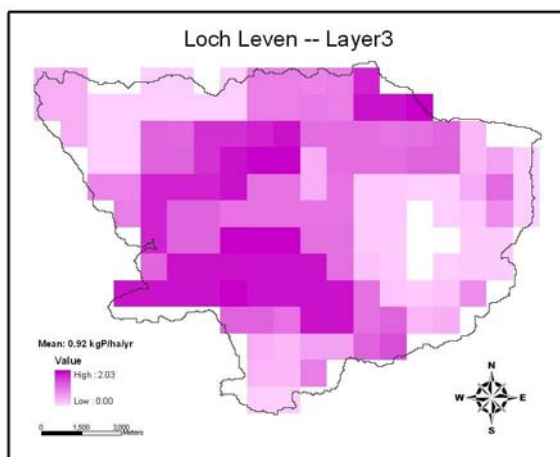 Loch Leven -- Layer3
Mean: 0.92 kgP/ha/yr
Value
High : 2.03
Low : 0.00
0 1,500 3,000
Meters
N
W E
S